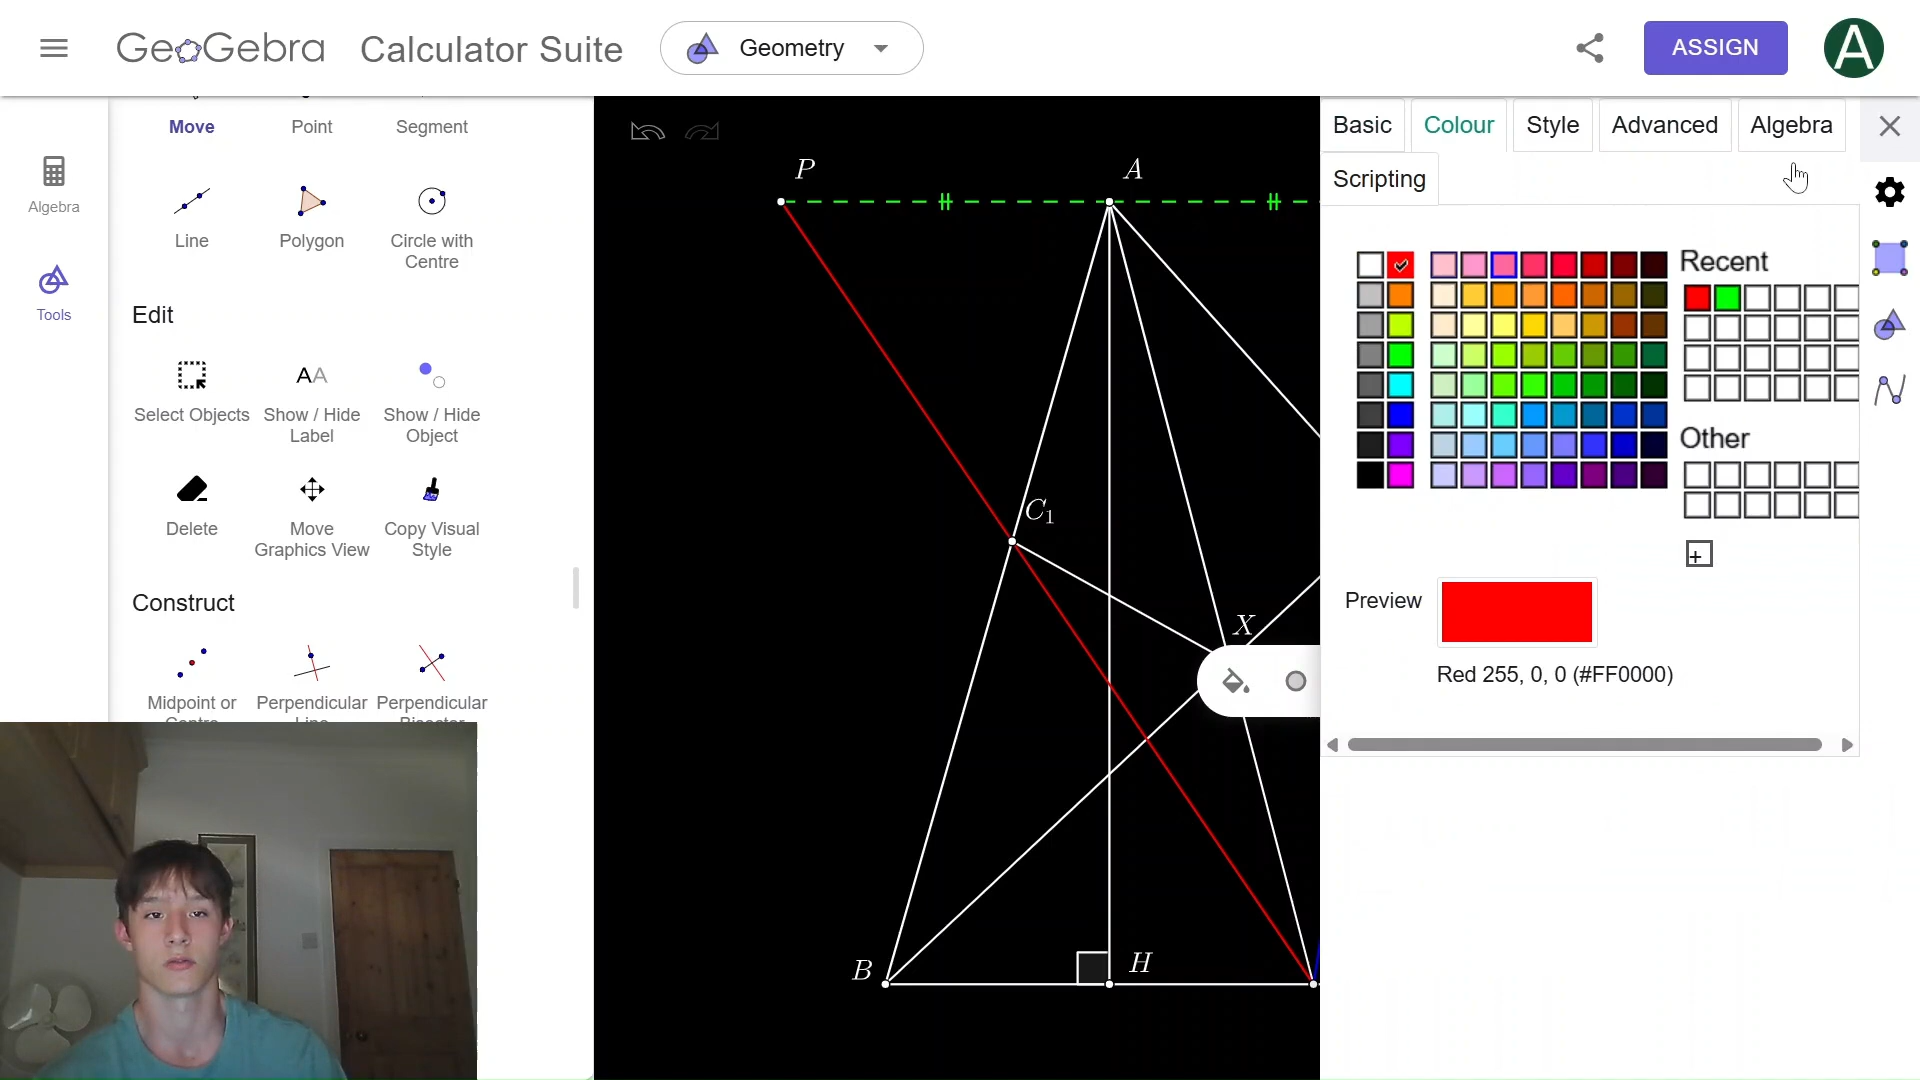 GeoGebra Calculator Suite Geometry ASSIGN A
Basic Colour Style Advanced Algebra
Scripting
Move Point Segment
Algebra
Line Polygon Circle with
Centre
Tools
Edit
Select Objects Show / Hide Show / Hide
Label Object
AA
Delete Move Copy Visual
Graphics View Style
Construct
Midpoint or Perpendicular Perpendicular
P
A
C1
X
B
H
Recent
Other
+
Preview
Red 255, 0, 0 (#FF0000)